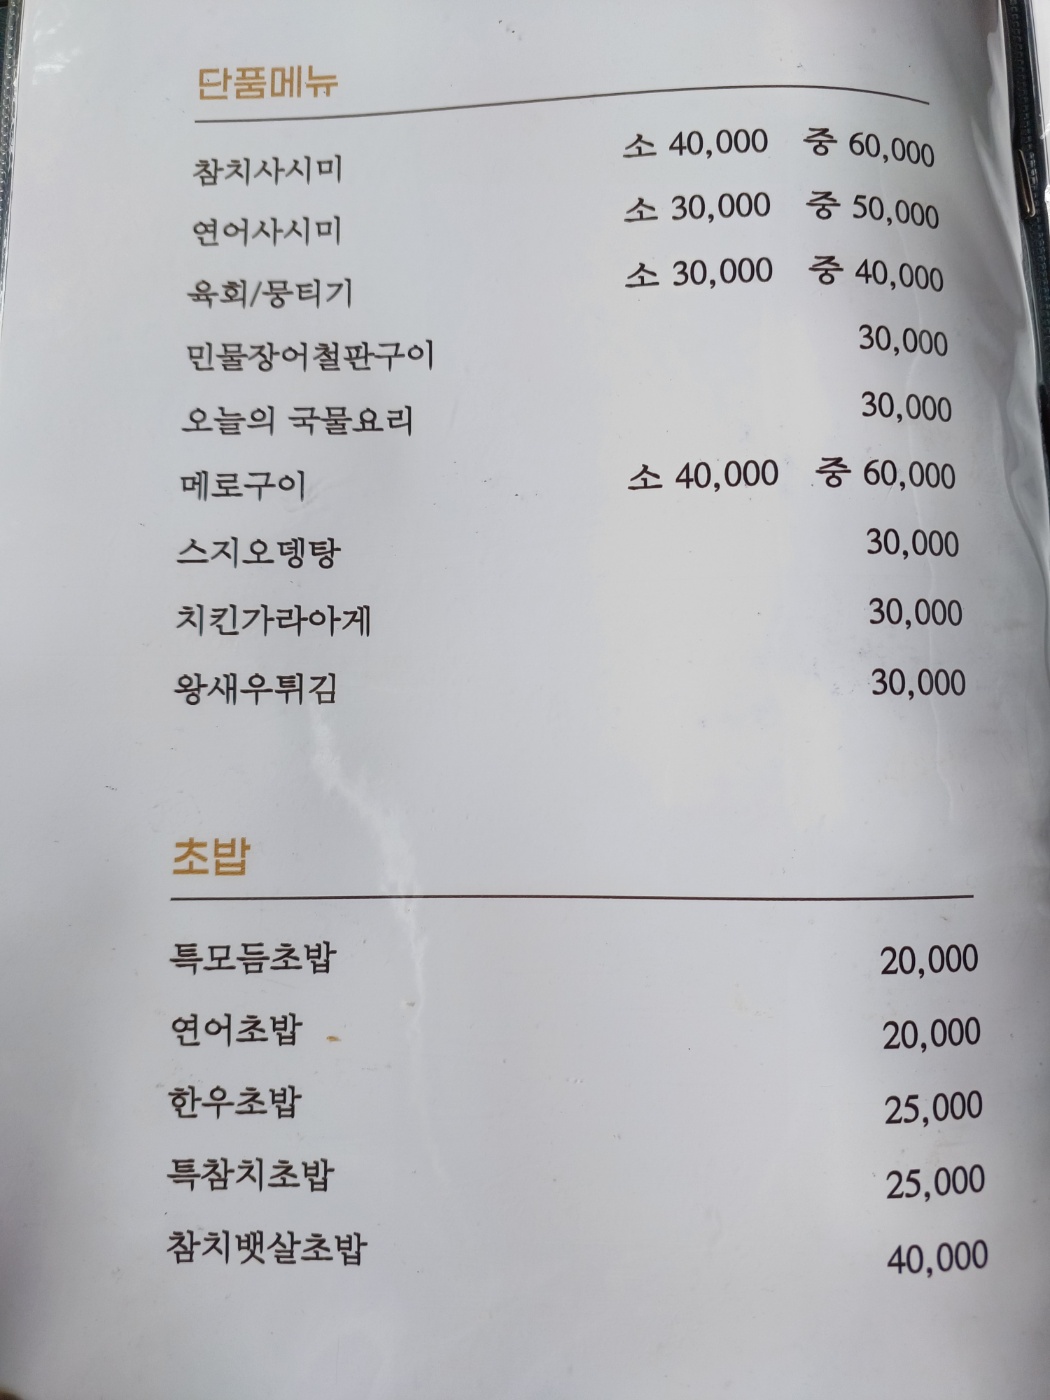 단품메뉴
참치사시미 소 40,000 중 60,000
연어사시미 소 30,000 중 50,000
육회/뭉티기 소 30,000 중 40,000
민물장어철판구이 30,000
오늘의 국물요리 30,000
메로구이 소 40,000 중 60,000
스지오뎅탕 30,000
치킨가라아게 30,000
왕새우튀김 30,000
초밥
특모듬초밥 20,000
연어초밥 20,000
한우초밥 25,000
특참치초밥 25,000
참치뱃살초밥 40,000